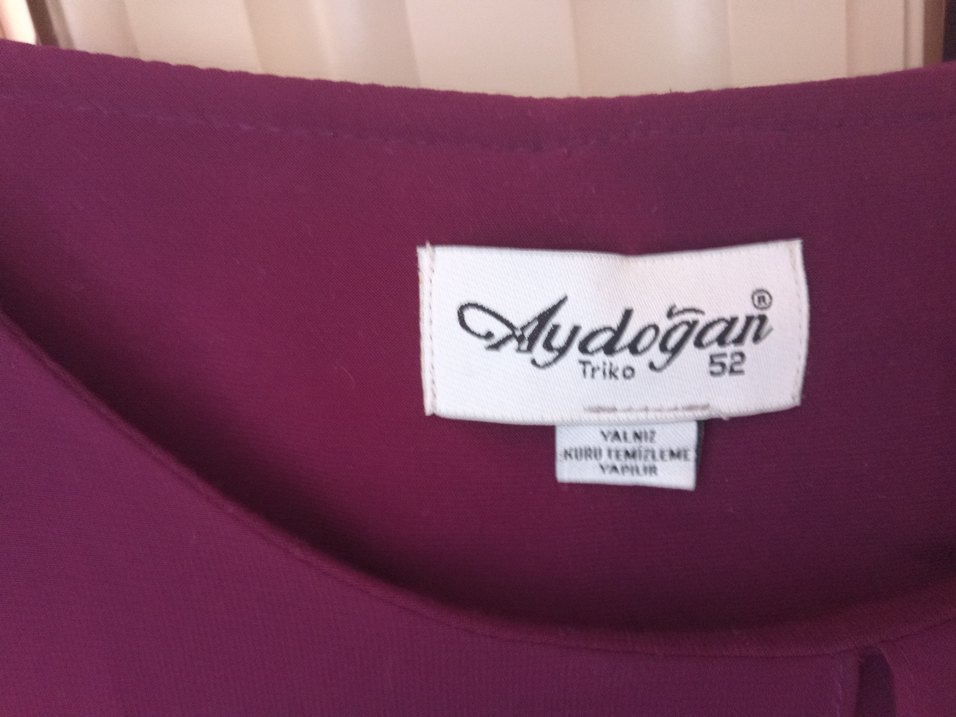 Aydoğan ®
Triko 52
YALNIZ
KURU TEMİZLEME
YAPILIR